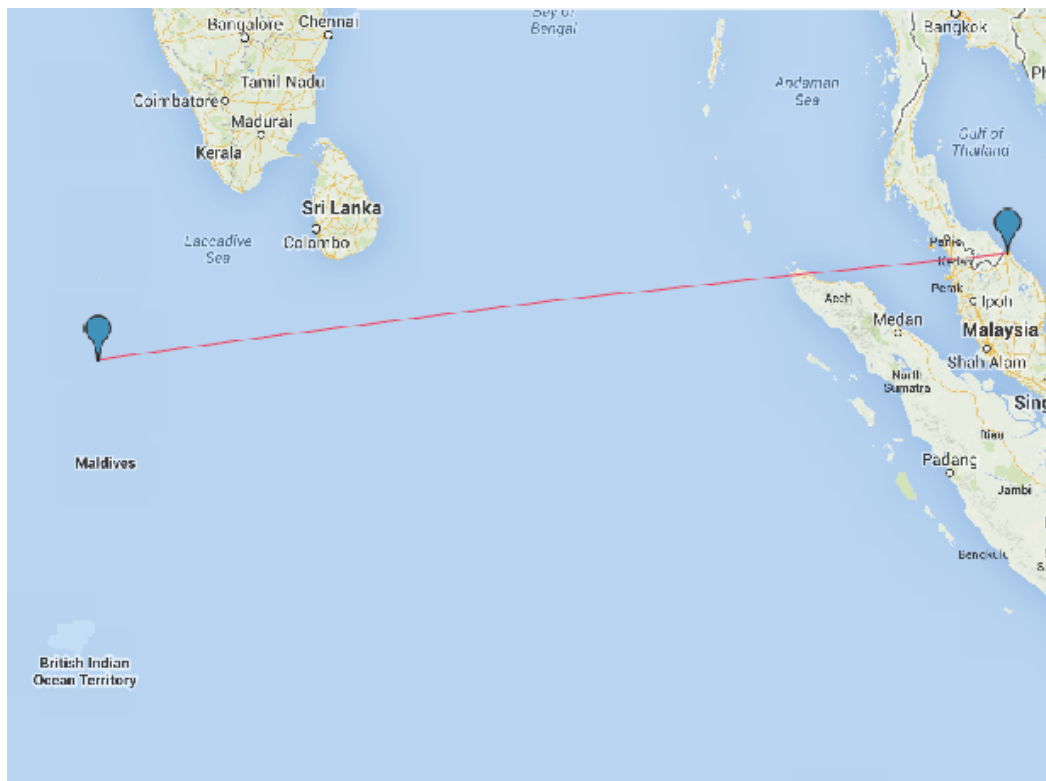 Bay of
Bengal
Bangalore
Chennai
Bangkok
Tamil Nadu
Andaman
Sea
Coimbatore
Madurai
Gulf of
Thailand
Kerala
Sri Lanka
Colombo
Laccadive
Sea
Perak
Ipoh
Aceh
Medan
Malaysia
Shah Alam
North
Sumatra
Sing
Riau
Maldives
Padang
Jambi
Bengkulu
British Indian
Ocean Territory